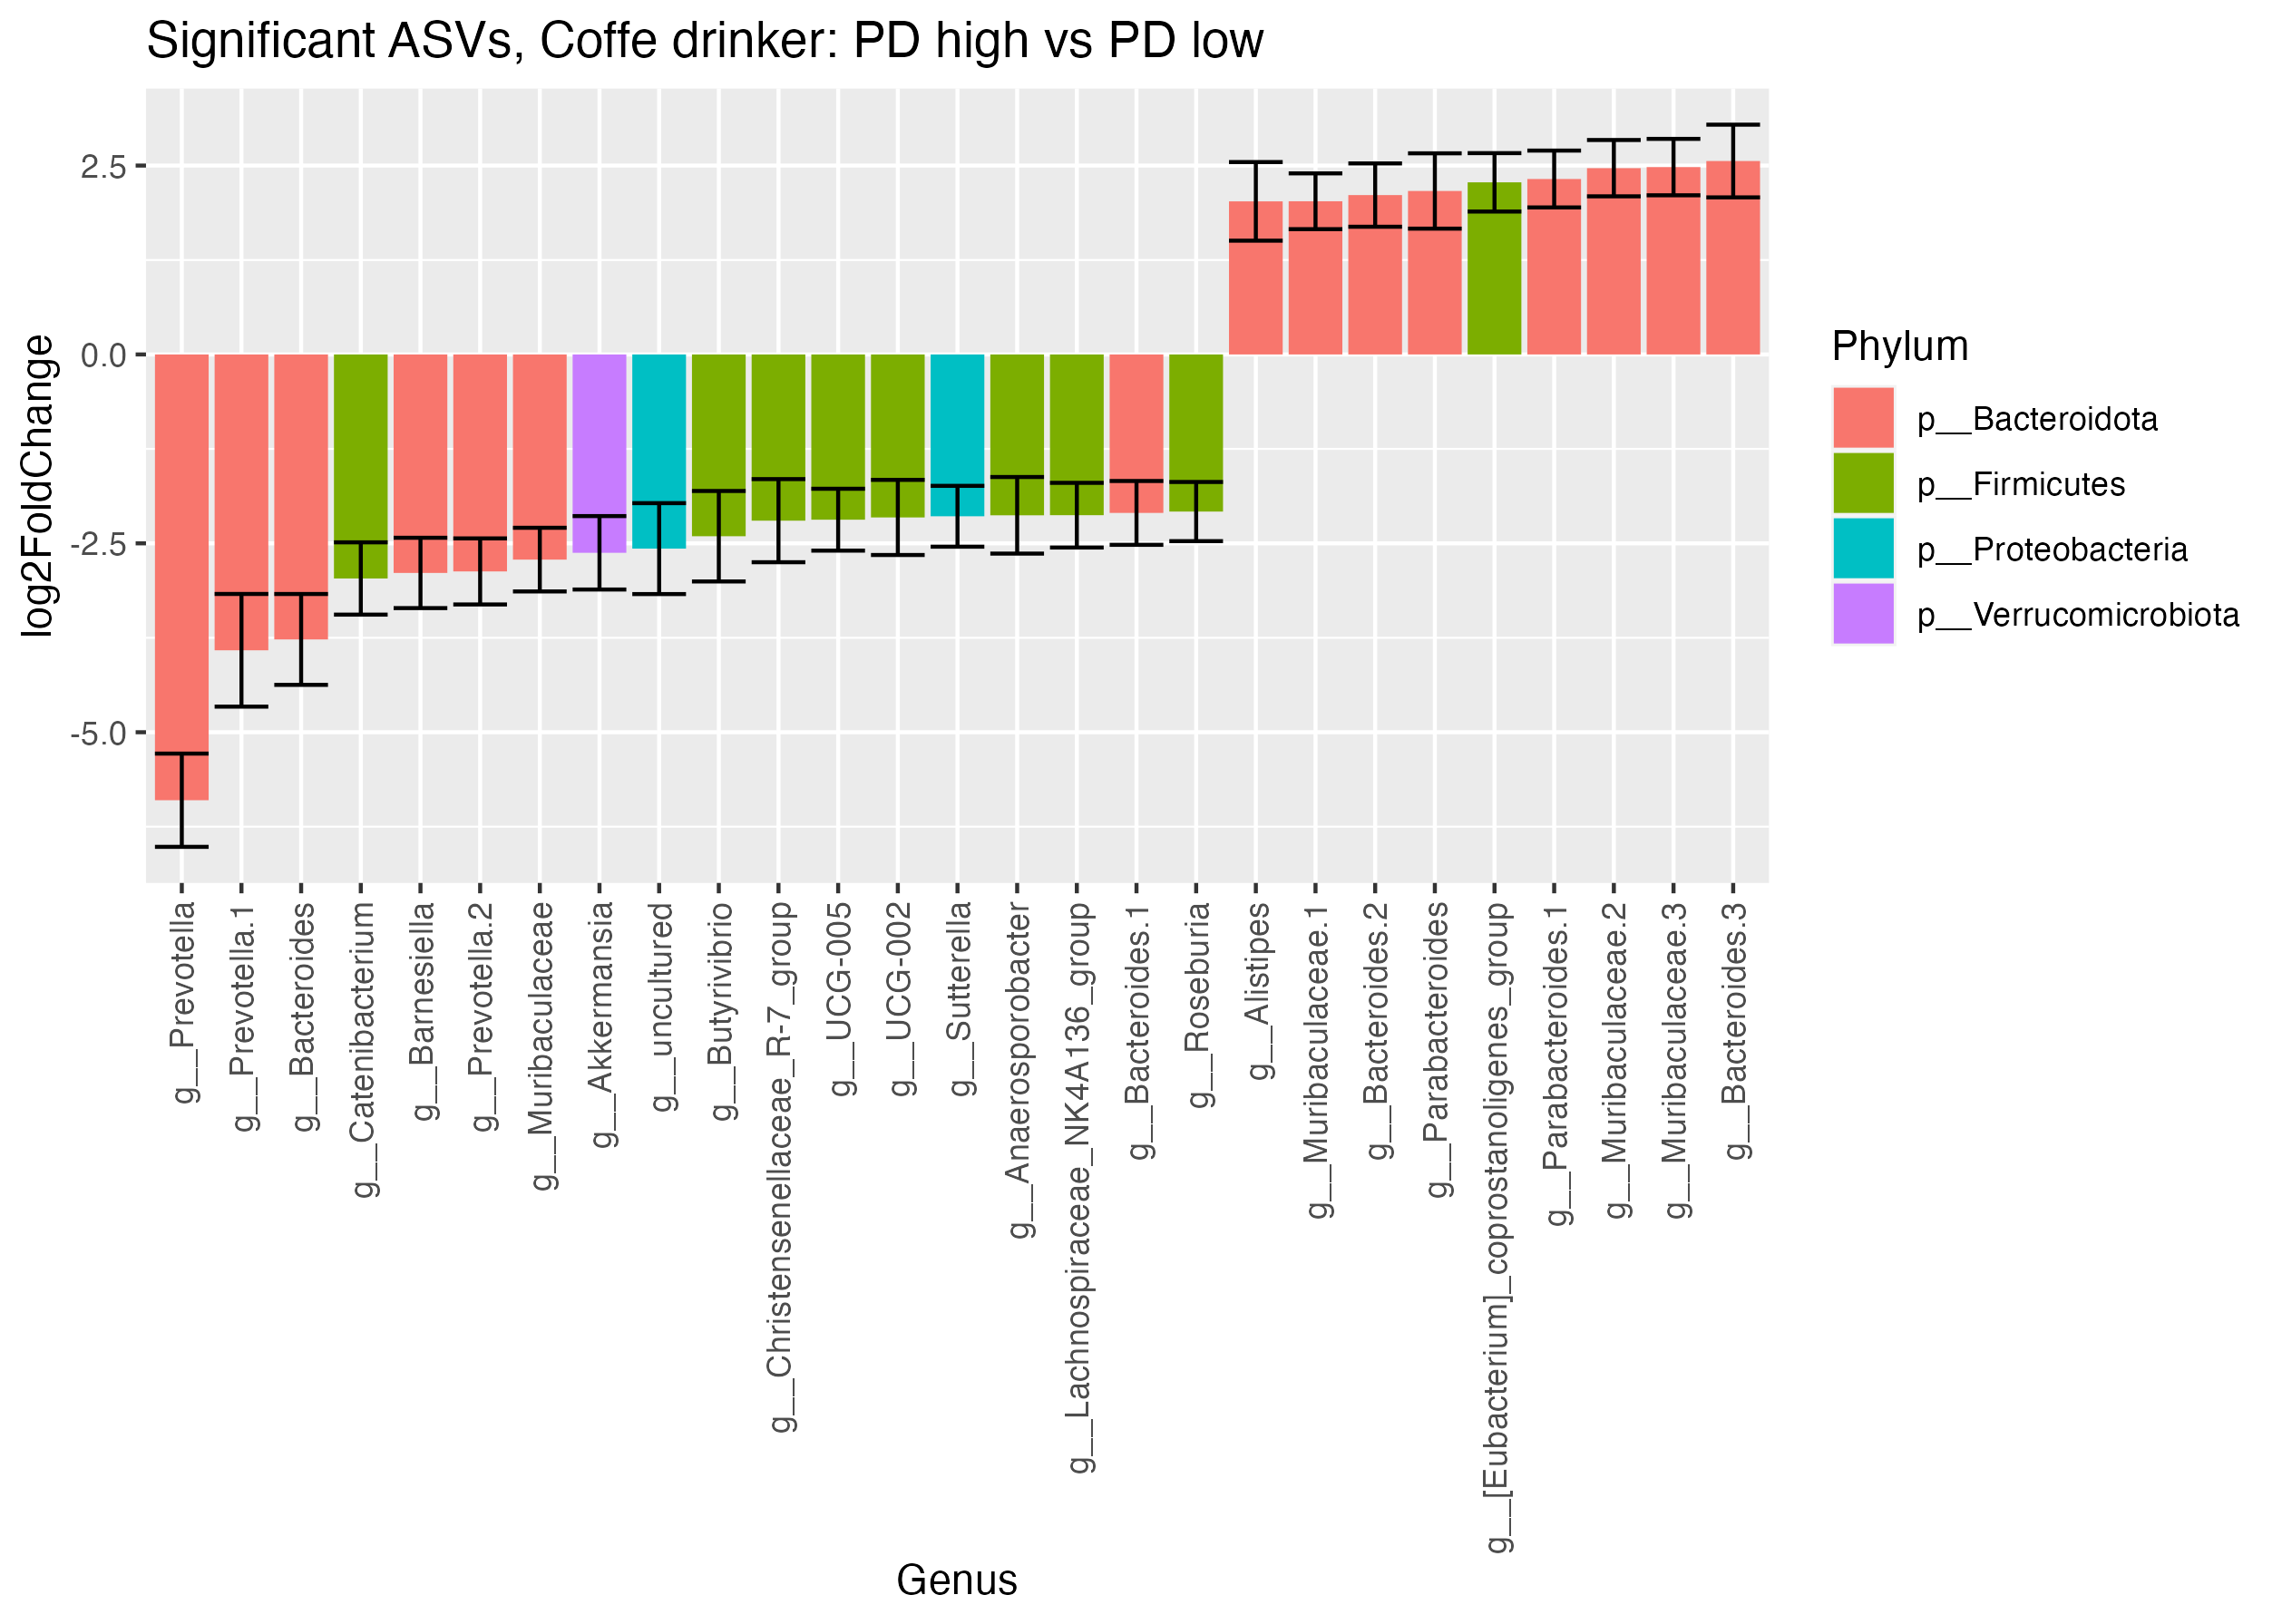 Significant ASVs, Coffe drinker: PD high vs PD low
log2FoldChange
2.5
0.0
-2.5
-5.0
g__Prevotella
g__Prevotella.1
g__Bacteroides
g__Catenibacterium
g__Barnesiella
g__Prevotella.2
g__Muribaculaceae
g__Akkermansia
g__uncultured
g__Butyrivibrio
g__Christensenellaceae_R-7_group
g__UCG-005
g__UCG-002
g__Sutterella
g__Anaerosporobacter
g__Lachnospiraceae_NK4A136_group
g__Bacteroides.1
g__Roseburia
g__Alistipes
g__Muribaculaceae.1
g__Bacteroides.2
g__Parabacteroides
g__[Eubacterium]_coprostanoligenes_group
g__Parabacteroides.1
g__Muribaculaceae.2
g__Muribaculaceae.3
g__Bacteroides.3
Genus
Phylum
p__Bacteroidota
p__Firmicutes
p__Proteobacteria
p__Verrucomicrobiota